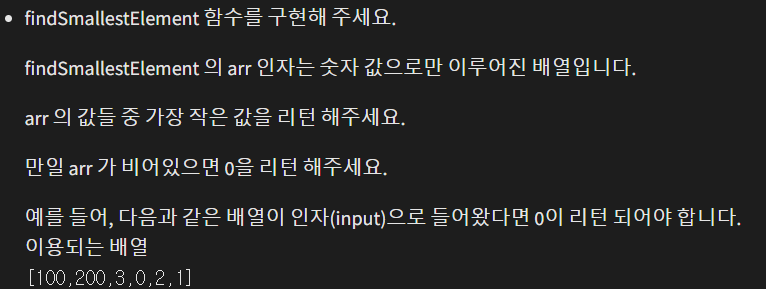 findSmallestElement 함수를 구현해 주세요.
findSmallestElement 의 arr 인자는 숫자 값으로만 이루어진 배열입니다.
arr 의 값들 중 가장 작은 값을 리턴 해주세요.
만일 arr 가 비어있으면 0을 리턴 해주세요.
예를 들어, 다음과 같은 배열이 인자(input)으로 들어왔다면 0이 리턴 되어야 합니다.
이용되는 배열
[100,200,3,0,2,1]